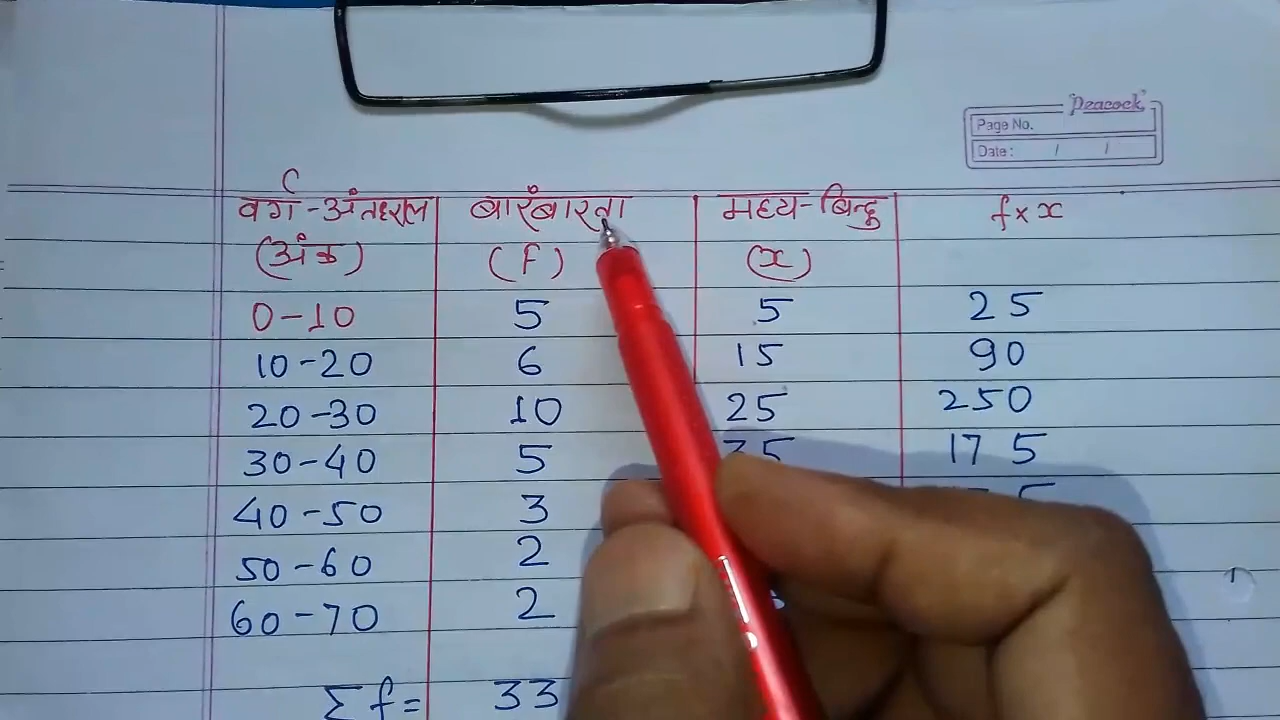 Peacock
Page No.
Date: / /
C
वर्ग-अंतराल बारंबारता मध्य-बिन्दु f×x
(अंक) (f) (x)
0-10 5 5 25
10-20 6 15 90
20-30 10 25 250
30-40 5 35 175
40-50 3
50-60 2
60-70 2
Σf= 33